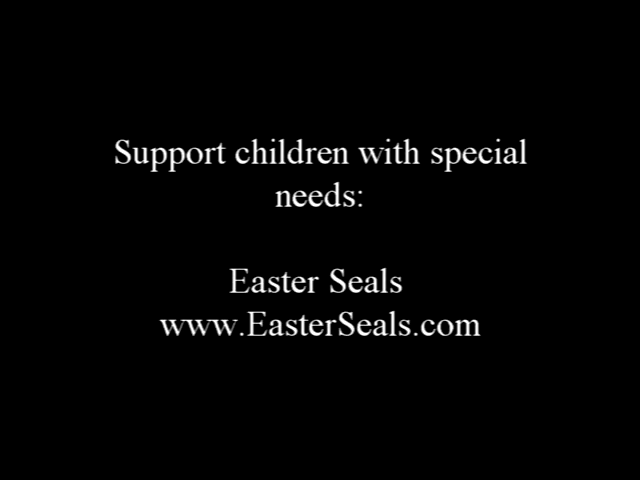 Support children with special
needs:
Easter Seals
www.EasterSeals.com